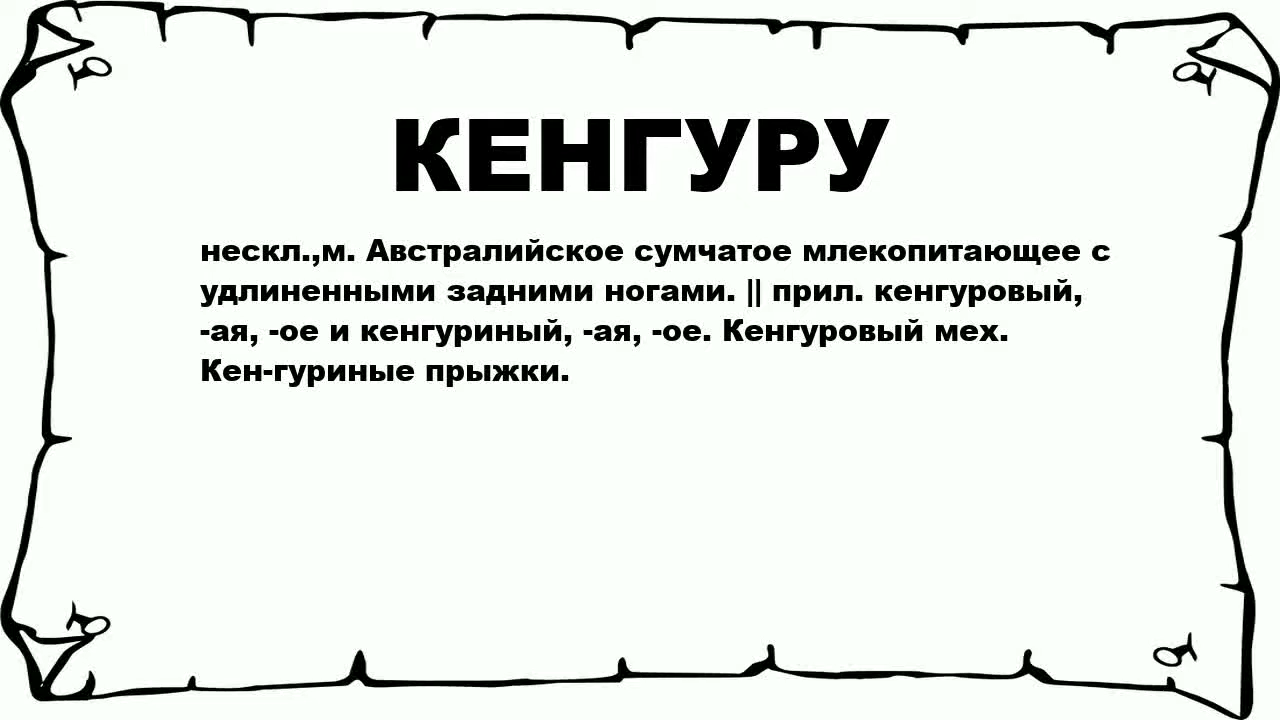 КЕНГУРУ
нескл.,м. Австралийское сумчатое млекопитающее с
удлиненными задними ногами. || прил. кенгуровый,
-ая, -ое и кенгуриный, -ая, -ое. Кенгуровый мех.
Кен-гуриные прыжки.